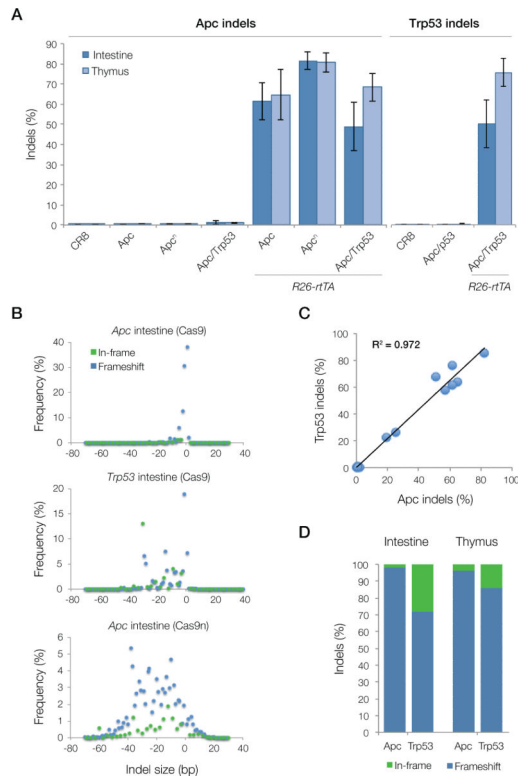 A
Apc indels
Trp53 indels
Intestine
Thymus
Indels (%)
90
80
70
60
50
40
30
20
10
0
CR8
Apc
Apcⁿ
Apc/Trp53
Apc
Apcⁿ
Apc/Trp53
CR8
Apc/p53
Apc/Trp53
R26-rtTA
R26-rtTA
B
Apc intestine (Cas9)
In-frame
Frameshift
Frequency (%)
40
30
20
10
0
-80 -60 -40 -20 0 20 40
Trp53 intestine (Cas9)
Frequency (%)
20
15
10
5
0
-80 -60 -40 -20 0 20 40
Apc intestine (Cas9n)
Frequency (%)
6
5
4
3
2
1
0
-80 -60 -40 -20 0 20 40
Indel size (bp)
C
R² = 0.972
Trp53 indels (%)
100
80
60
40
20
0
0 20 40 60 80 100
Apc indels (%)
D
Intestine Thymus
Indels (%)
100
90
80
70
60
50
40
30
20
10
0
Apc Trp53 Apc Trp53
In-frame Frameshift